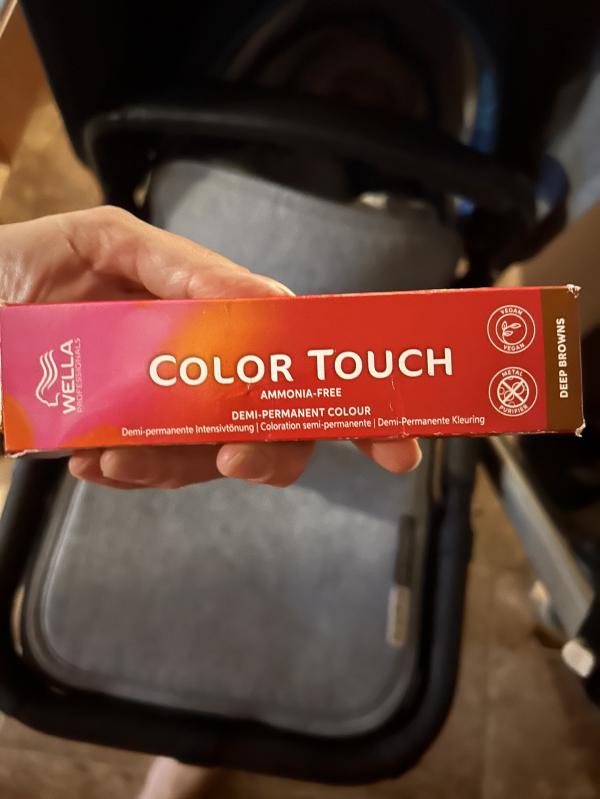 WELLA
PROFESSIONALS
COLOR TOUCH
AMMONIA-FREE
DEMI-PERMANENT COLOUR
Demi-permanente Intensivtönung | Coloration semi-permanente | Demi-Permanente Kleuring
VEGAN
VEGAN
METAL
PURIFIER
DEEP BROWNS